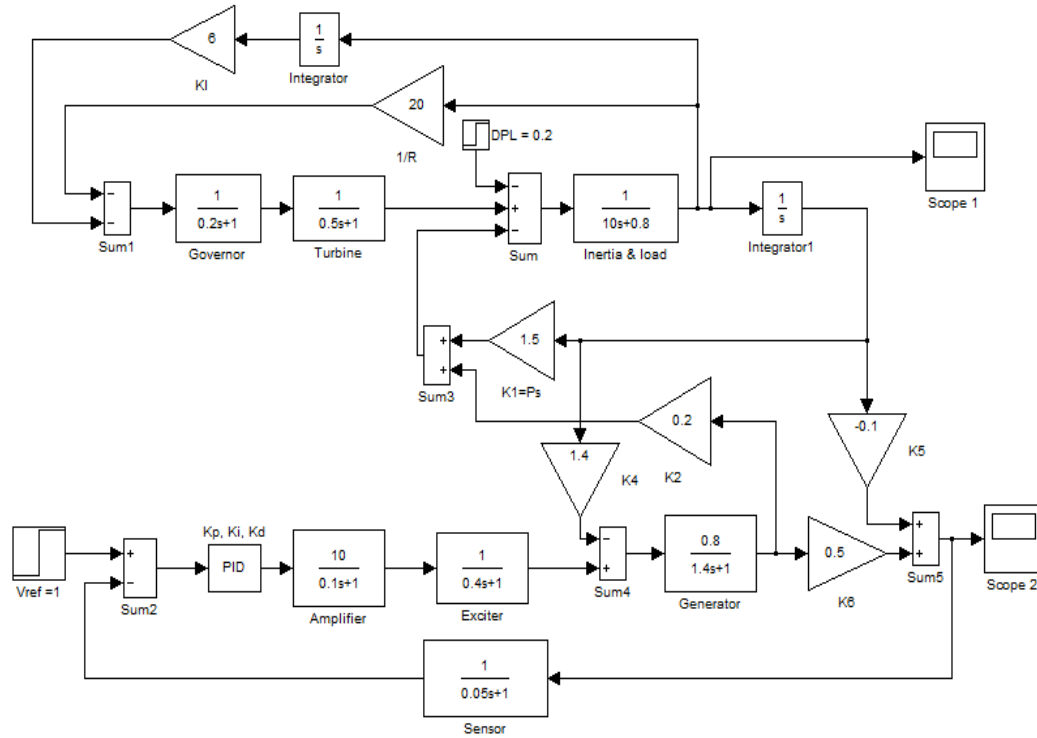 6
1
s
KI
Integrator
20
1/R
DPL = 0.2
Scope 1
−
−
Sum1
1
0.2s+1
Governor
1
0.5s+1
Turbine
−
+
−
Sum
1
10s+0.8
Inertia & load
1
s
Integrator1
+
+
Sum3
1.5
K1=Ps
0.2
K2
1.4
K4
-0.1
K5
Vref =1
+
−
Sum2
Kp, Ki, Kd
PID
10
0.1s+1
Amplifier
1
0.4s+1
Exciter
−
+
Sum4
0.8
1.4s+1
Generator
0.5
K6
+
+
Sum5
Scope 2
1
0.05s+1
Sensor